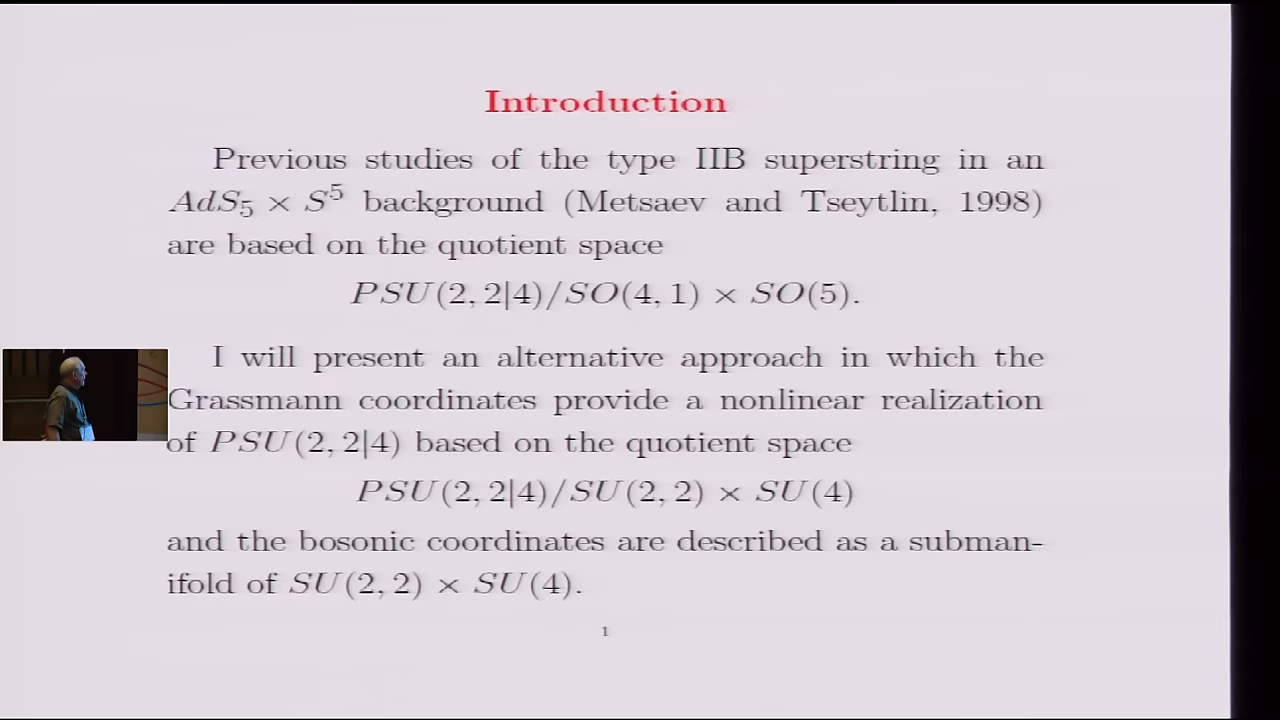 Introduction
Previous studies of the type IIB superstring in an
AdS₅ × S⁵ background (Metsaev and Tseytlin, 1998)
are based on the quotient space
PSU(2, 2|4)/SO(4, 1) × SO(5).
I will present an alternative approach in which the
Grassmann coordinates provide a nonlinear realization
of PSU(2, 2|4) based on the quotient space
PSU(2, 2|4)/SU(2, 2) × SU(4)
and the bosonic coordinates are described as a subman-
ifold of SU(2, 2) × SU(4).
1